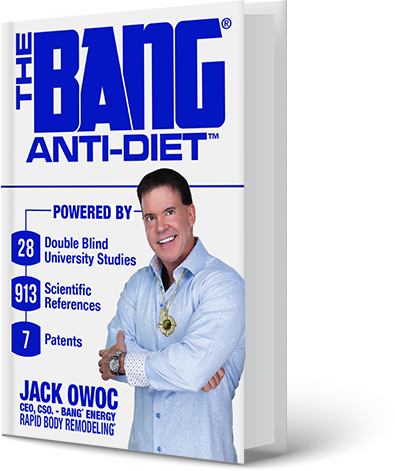 THE
BANG®
ANTI-DIET™
POWERED BY
28 Double Blind
University Studies
913 Scientific
References
7 Patents
JACK OWOC
CEO, CSO. - BANG® ENERGY
RAPID BODY REMODELING®